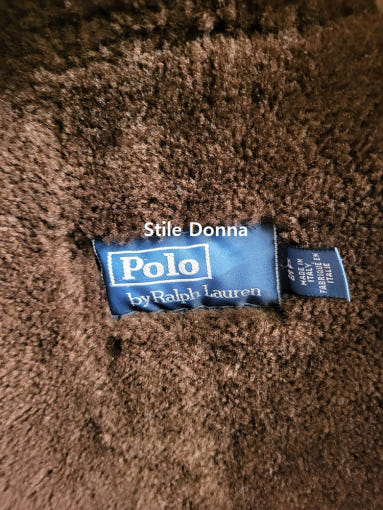 Stile Donna
Polo
by Ralph Lauren
MADE IN
ITALY
FABRIQUÉ EN
ITALIE